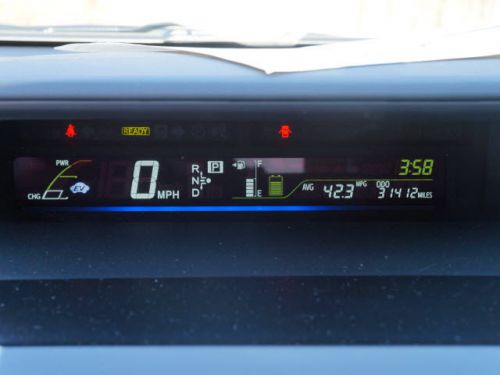 READY
PWR
CHG
EV
0 MPH
R
N
D
P
F
E
3:58
AVG 42.3 MPG
ODO 31412 MILES